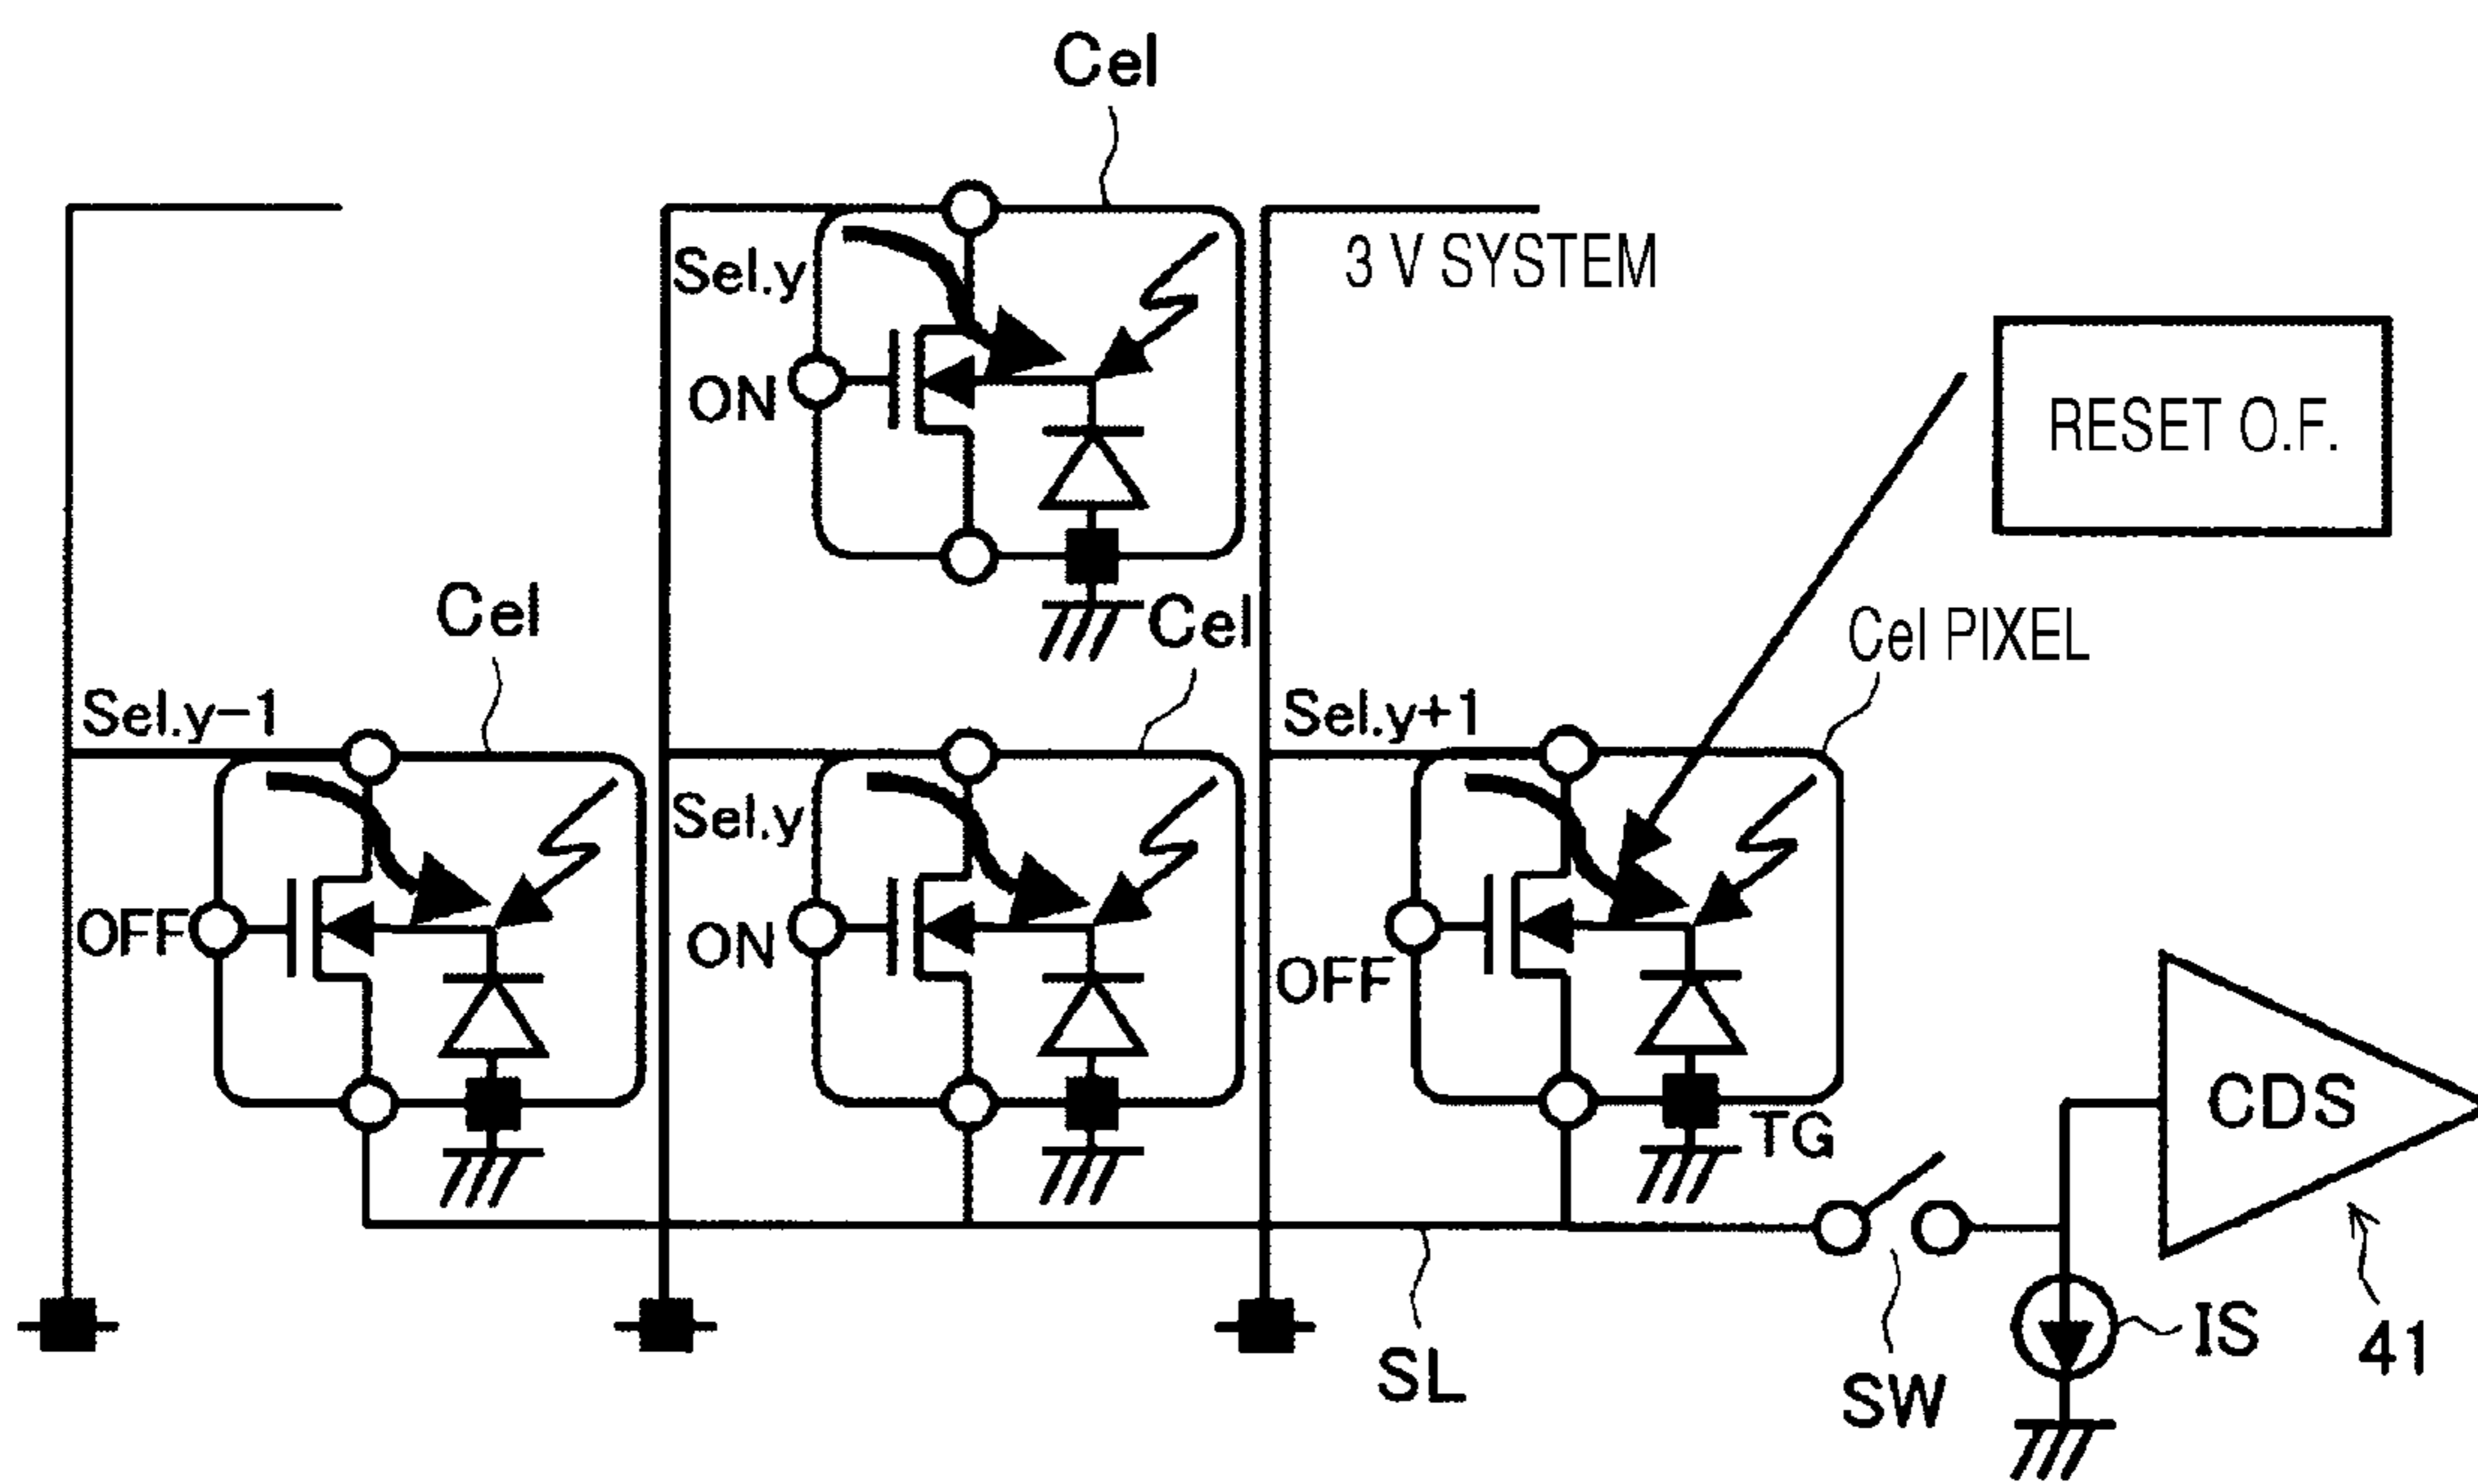 Cel
Sel.y
3 V SYSTEM
ON
RESET O.F.
Cel
Cel
Cel PIXEL
Sel.y−1
Sel.y+1
Sel.y
OFF
ON
OFF
CDS
TG
IS
41
SL
SW